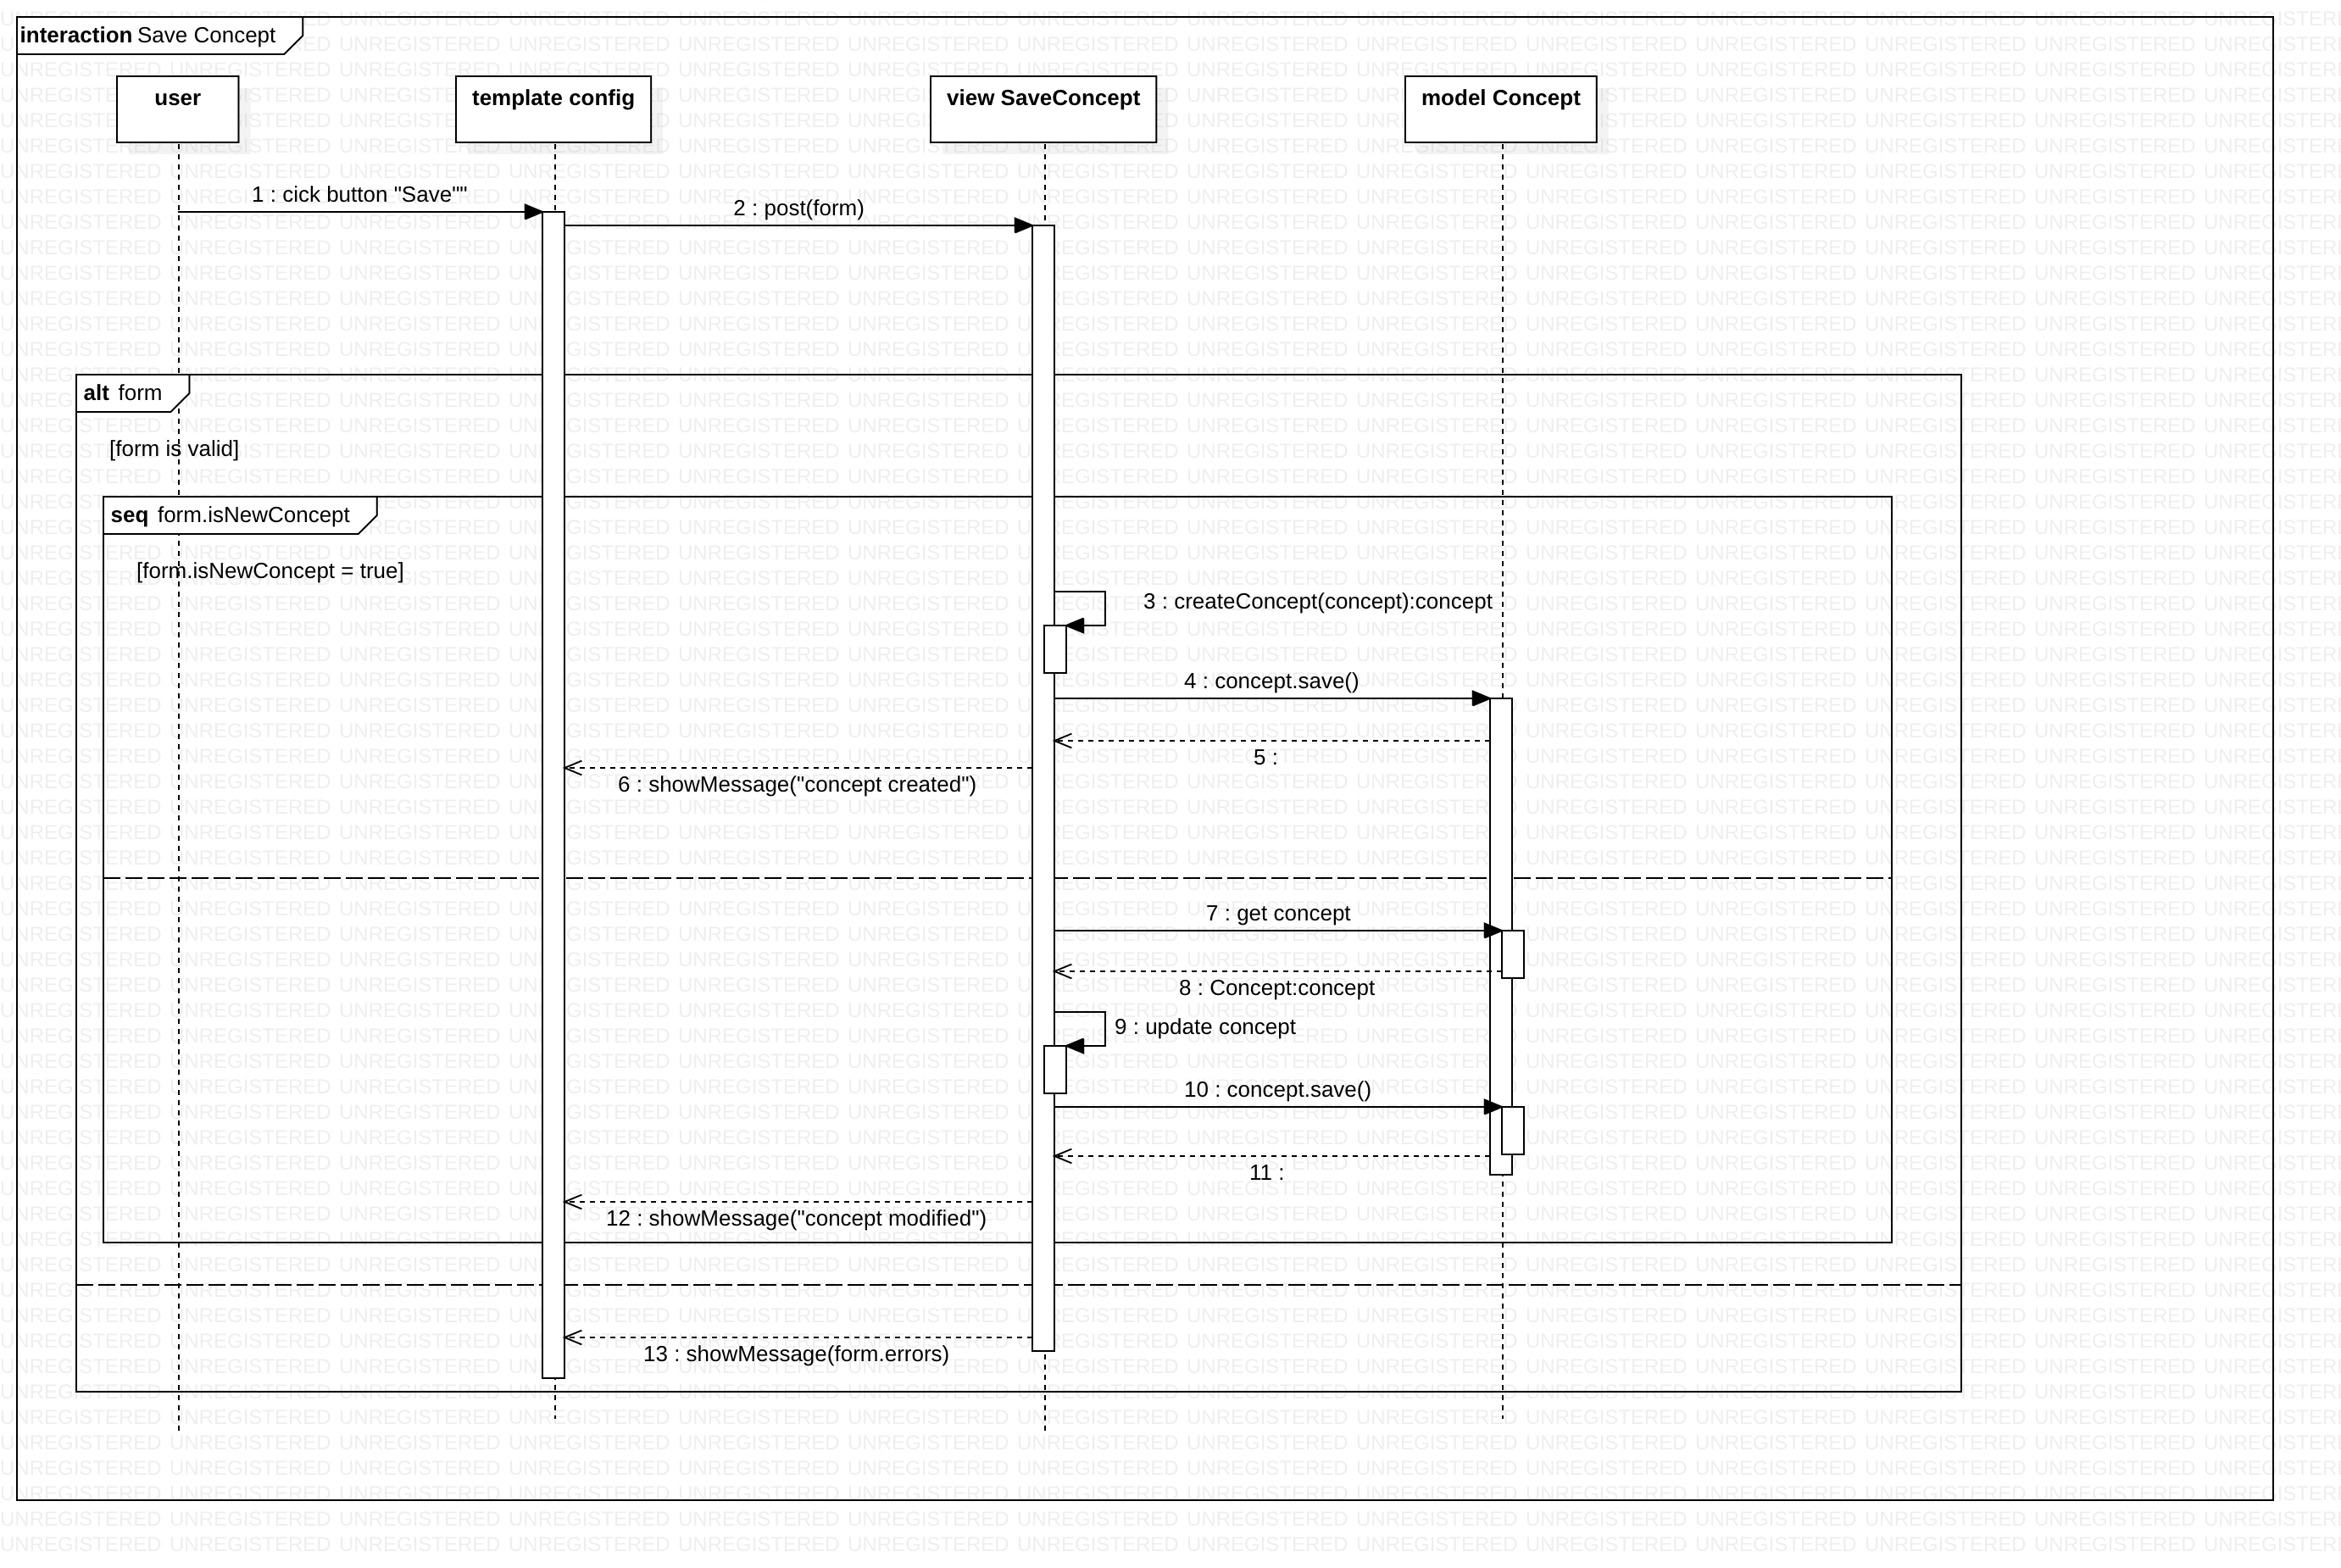 interaction Save Concept
user
template config
view SaveConcept
model Concept
1 : cick button "Save""
2 : post(form)
alt form
[form is valid]
seq form.isNewConcept
[form.isNewConcept = true]
3 : createConcept(concept):concept
4 : concept.save()
5 :
6 : showMessage("concept created")
7 : get concept
8 : Concept:concept
9 : update concept
10 : concept.save()
11 :
12 : showMessage("concept modified")
13 : showMessage(form.errors)
UNREGISTERED